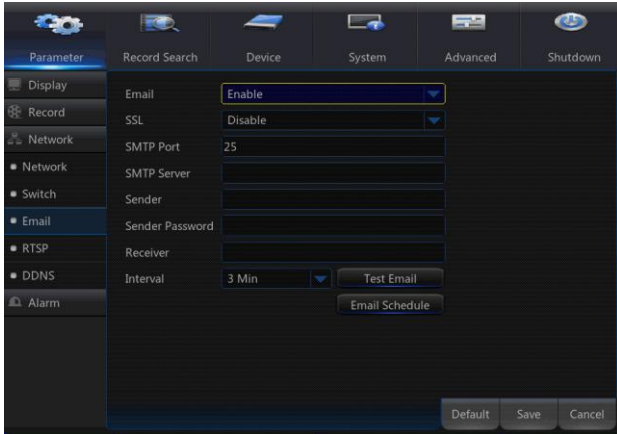 Parameter Record Search Device System Advanced Shutdown
Display
Record
Network
Network
Switch
Email
RTSP
DDNS
Alarm
Email Enable
SSL Disable
SMTP Port 25
SMTP Server
Sender
Sender Password
Receiver
Interval 3 Min Test Email
Email Schedule
Default Save Cancel